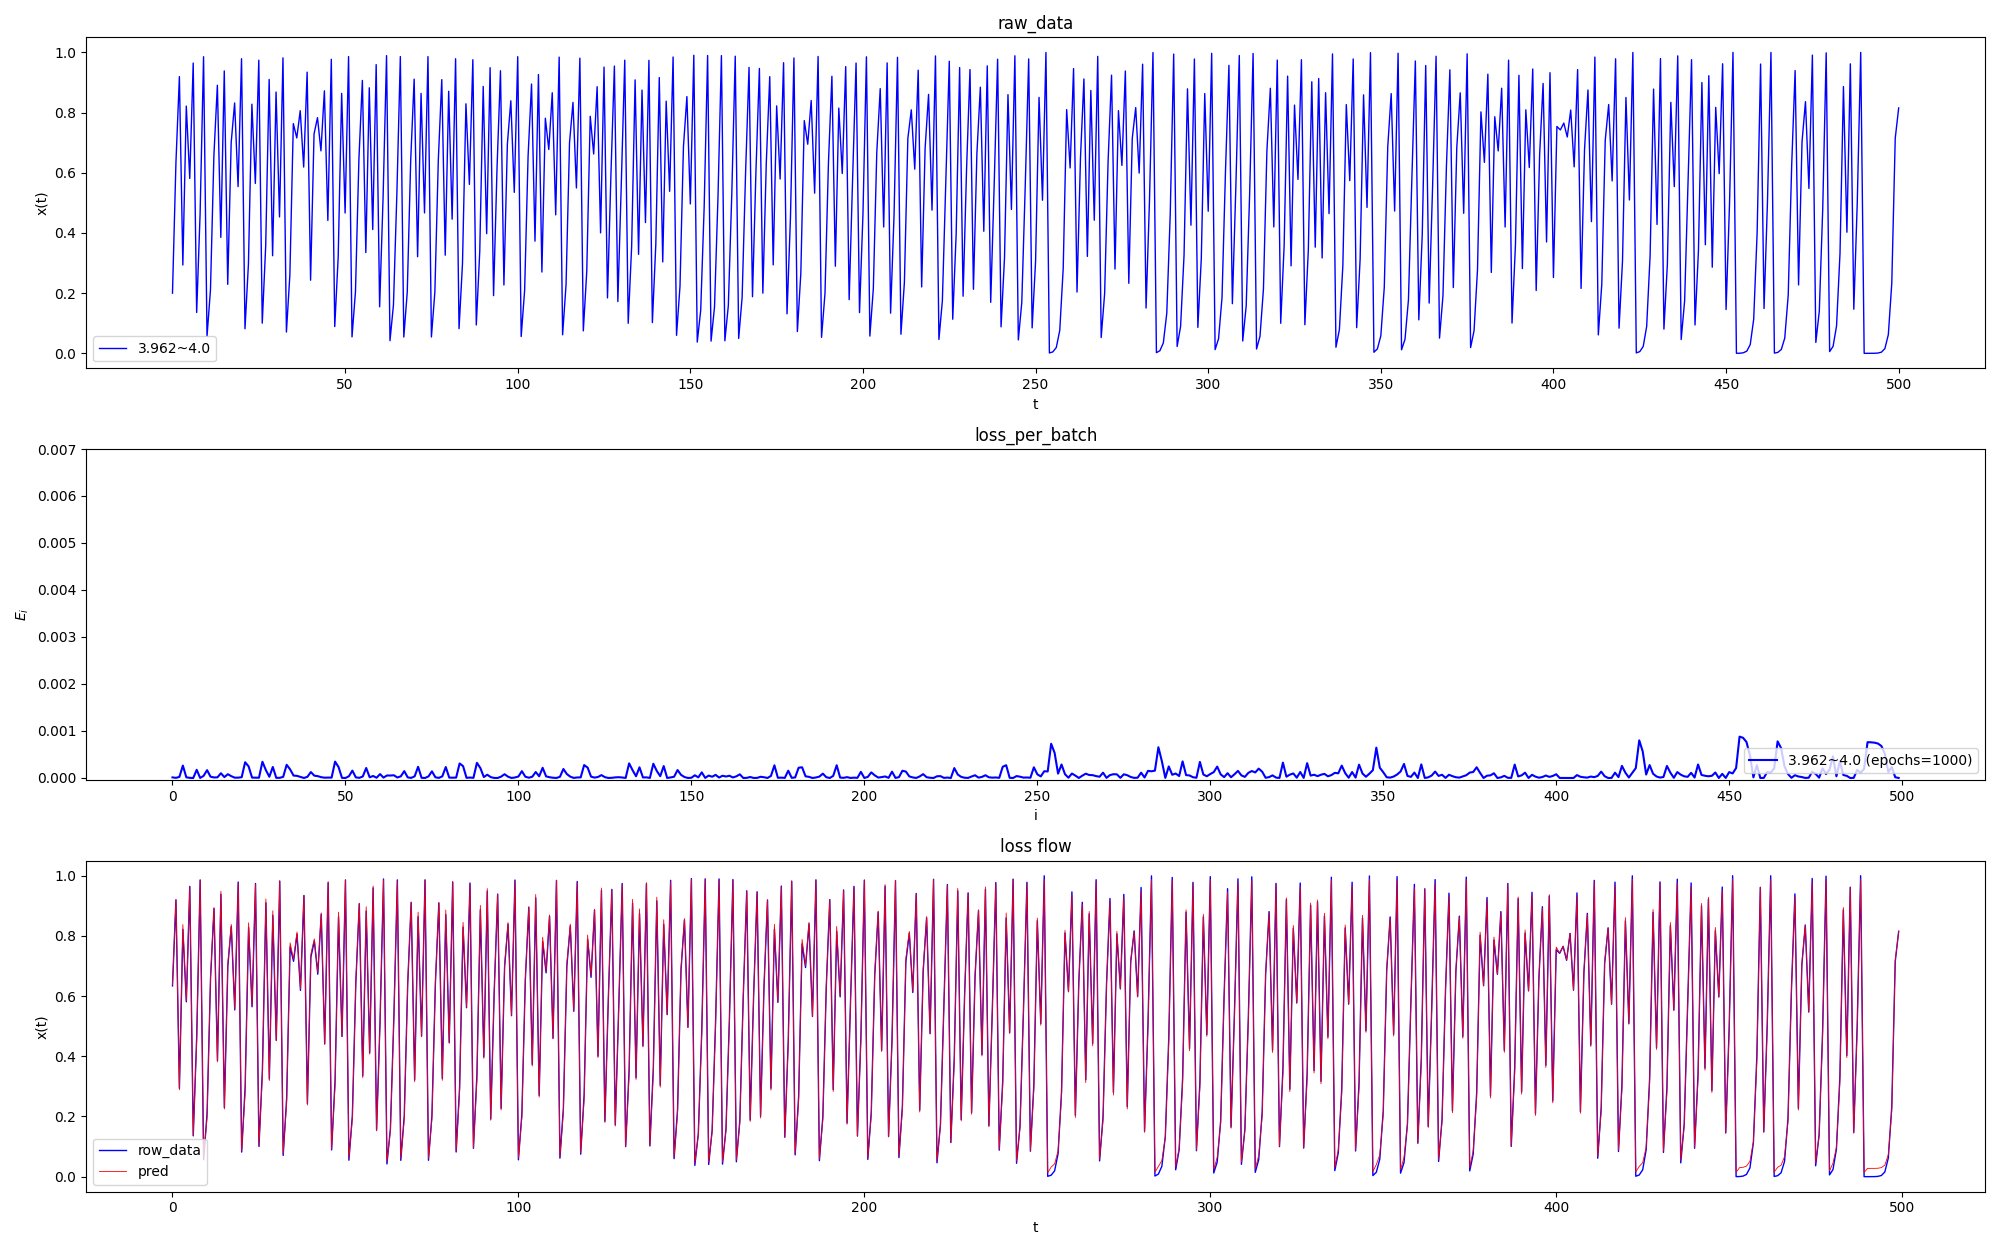 raw_data
x(t)
1.0
0.8
0.6
0.4
0.2
0.0
3.962~4.0
50 100 150 200 250 300 350 400 450 500
t
loss_per_batch
E_i
0.007
0.006
0.005
0.004
0.003
0.002
0.001
0.000
3.962~4.0 (epochs=1000)
0 50 100 150 200 250 300 350 400 450 500
i
loss flow
x(t)
1.0
0.8
0.6
0.4
0.2
0.0
row_data
pred
0 100 200 300 400 500
t